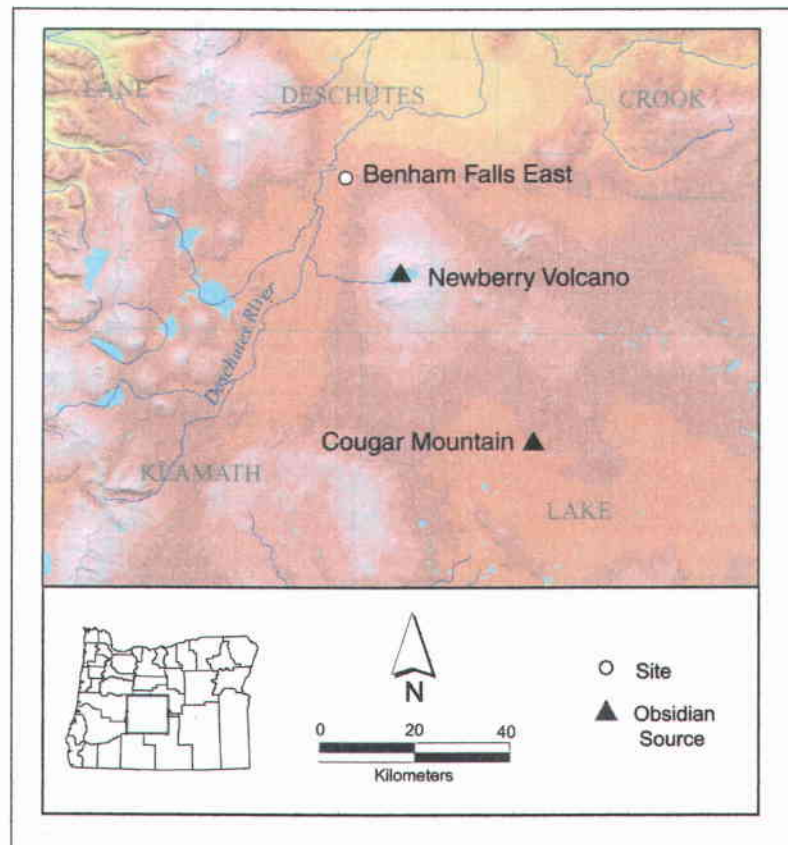 LANE
DESCHUTES
CROOK
Benham Falls East
Newberry Volcano
Deschutes River
Cougar Mountain
KLAMATH
LAKE
N
0 20 40
Kilometers
Site
Obsidian
Source